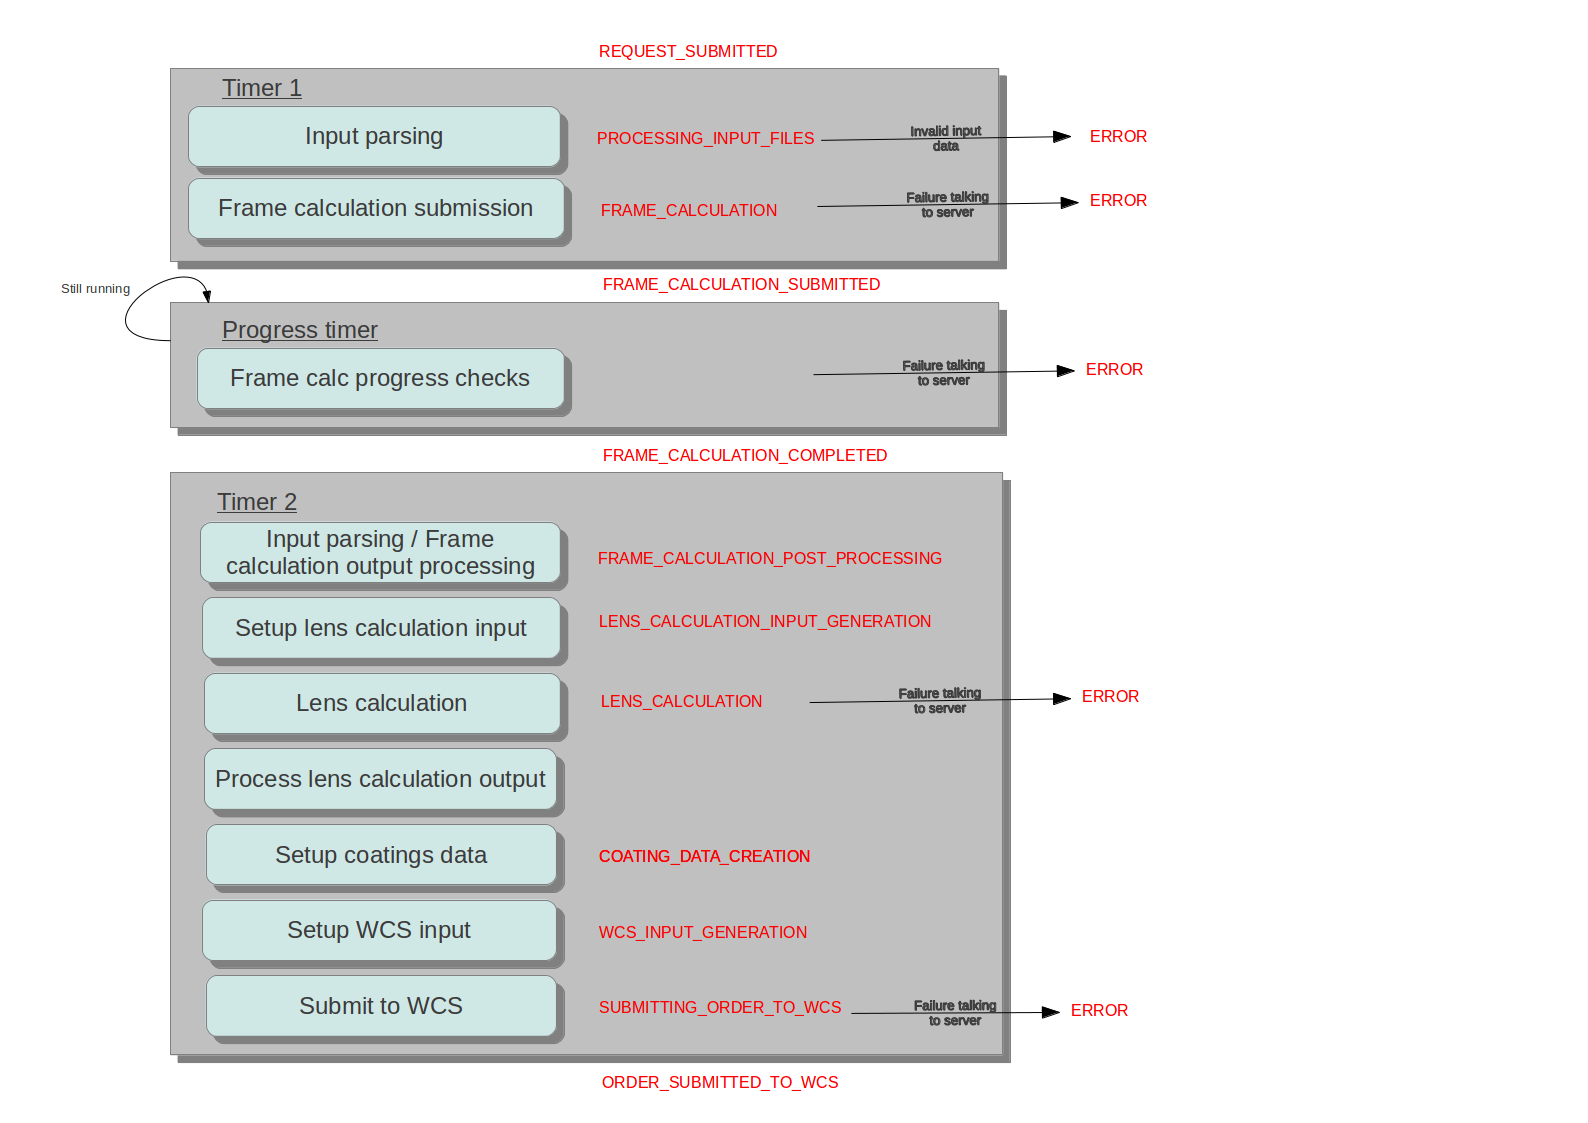 REQUEST_SUBMITTED
Timer 1
Input parsing
PROCESSING_INPUT_FILES
Invalid input
data
ERROR
Frame calculation submission
FRAME_CALCULATION
Failure talking
to server
ERROR
FRAME_CALCULATION_SUBMITTED
Still running
Progress timer
Frame calc progress checks
Failure talking
to server
ERROR
FRAME_CALCULATION_COMPLETED
Timer 2
Input parsing / Frame
calculation output processing
FRAME_CALCULATION_POST_PROCESSING
Setup lens calculation input
LENS_CALCULATION_INPUT_GENERATION
Lens calculation
LENS_CALCULATION
Failure talking
to server
ERROR
Process lens calculation output
Setup coatings data
COATING_DATA_CREATION
Setup WCS input
WCS_INPUT_GENERATION
Submit to WCS
SUBMITTING_ORDER_TO_WCS
Failure talking
to server
ERROR
ORDER_SUBMITTED_TO_WCS